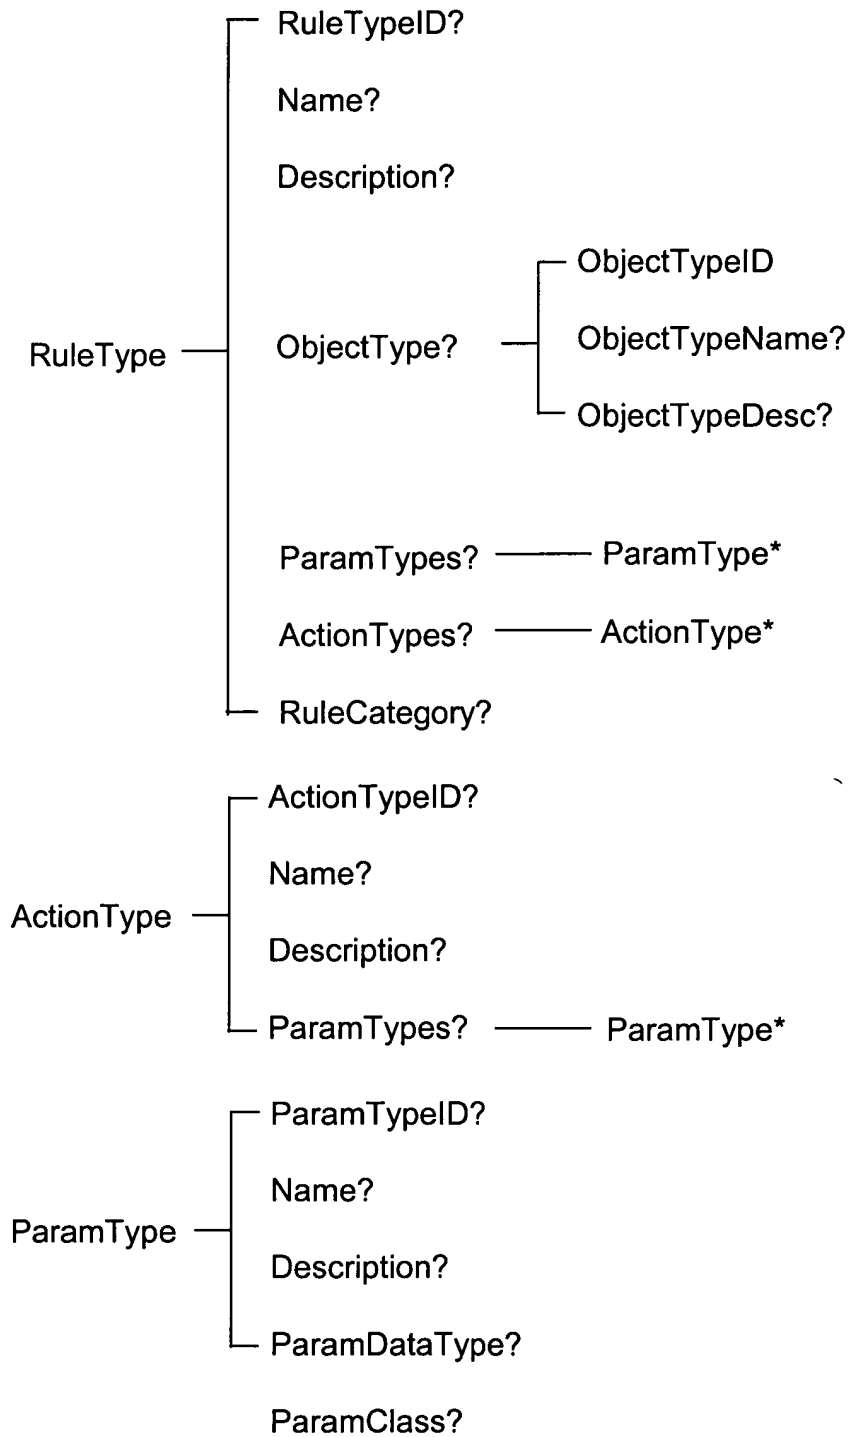 RuleTypeID?
Name?
Description?
ObjectTypeID
RuleType ObjectType? ObjectTypeName?
ObjectTypeDesc?
ParamTypes? ParamType*
ActionTypes? ActionType*
RuleCategory?
ActionTypeID?
Name?
ActionType
Description?
ParamTypes? ParamType*
ParamTypeID?
Name?
ParamType
Description?
ParamDataType?
ParamClass?